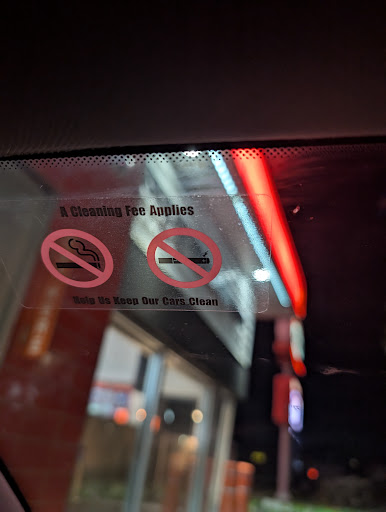 A Cleaning Fee Applies
Help Us Keep Our Cars Clean